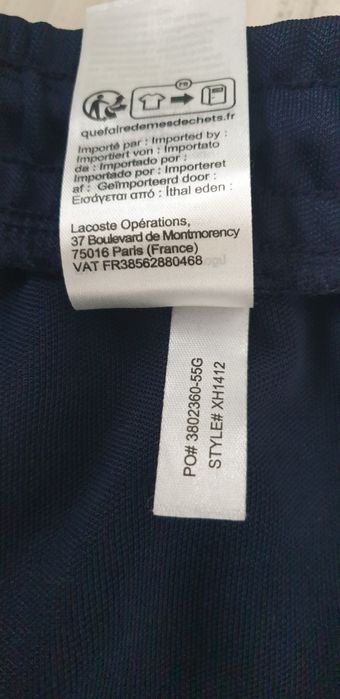 FR
quefairedemesdechets.fr
Importé par : Imported by :
Importiert von : Importato
da : Importado por :
Importado por : Importeret
af : Geïmporteerd door :
Εισάγεται από : İthal eden :
Lacoste Opérations,
37 Boulevard de Montmorency
75016 Paris (France)
VAT FR38562880468
PO# 3802360-55G
STYLE# XH1412